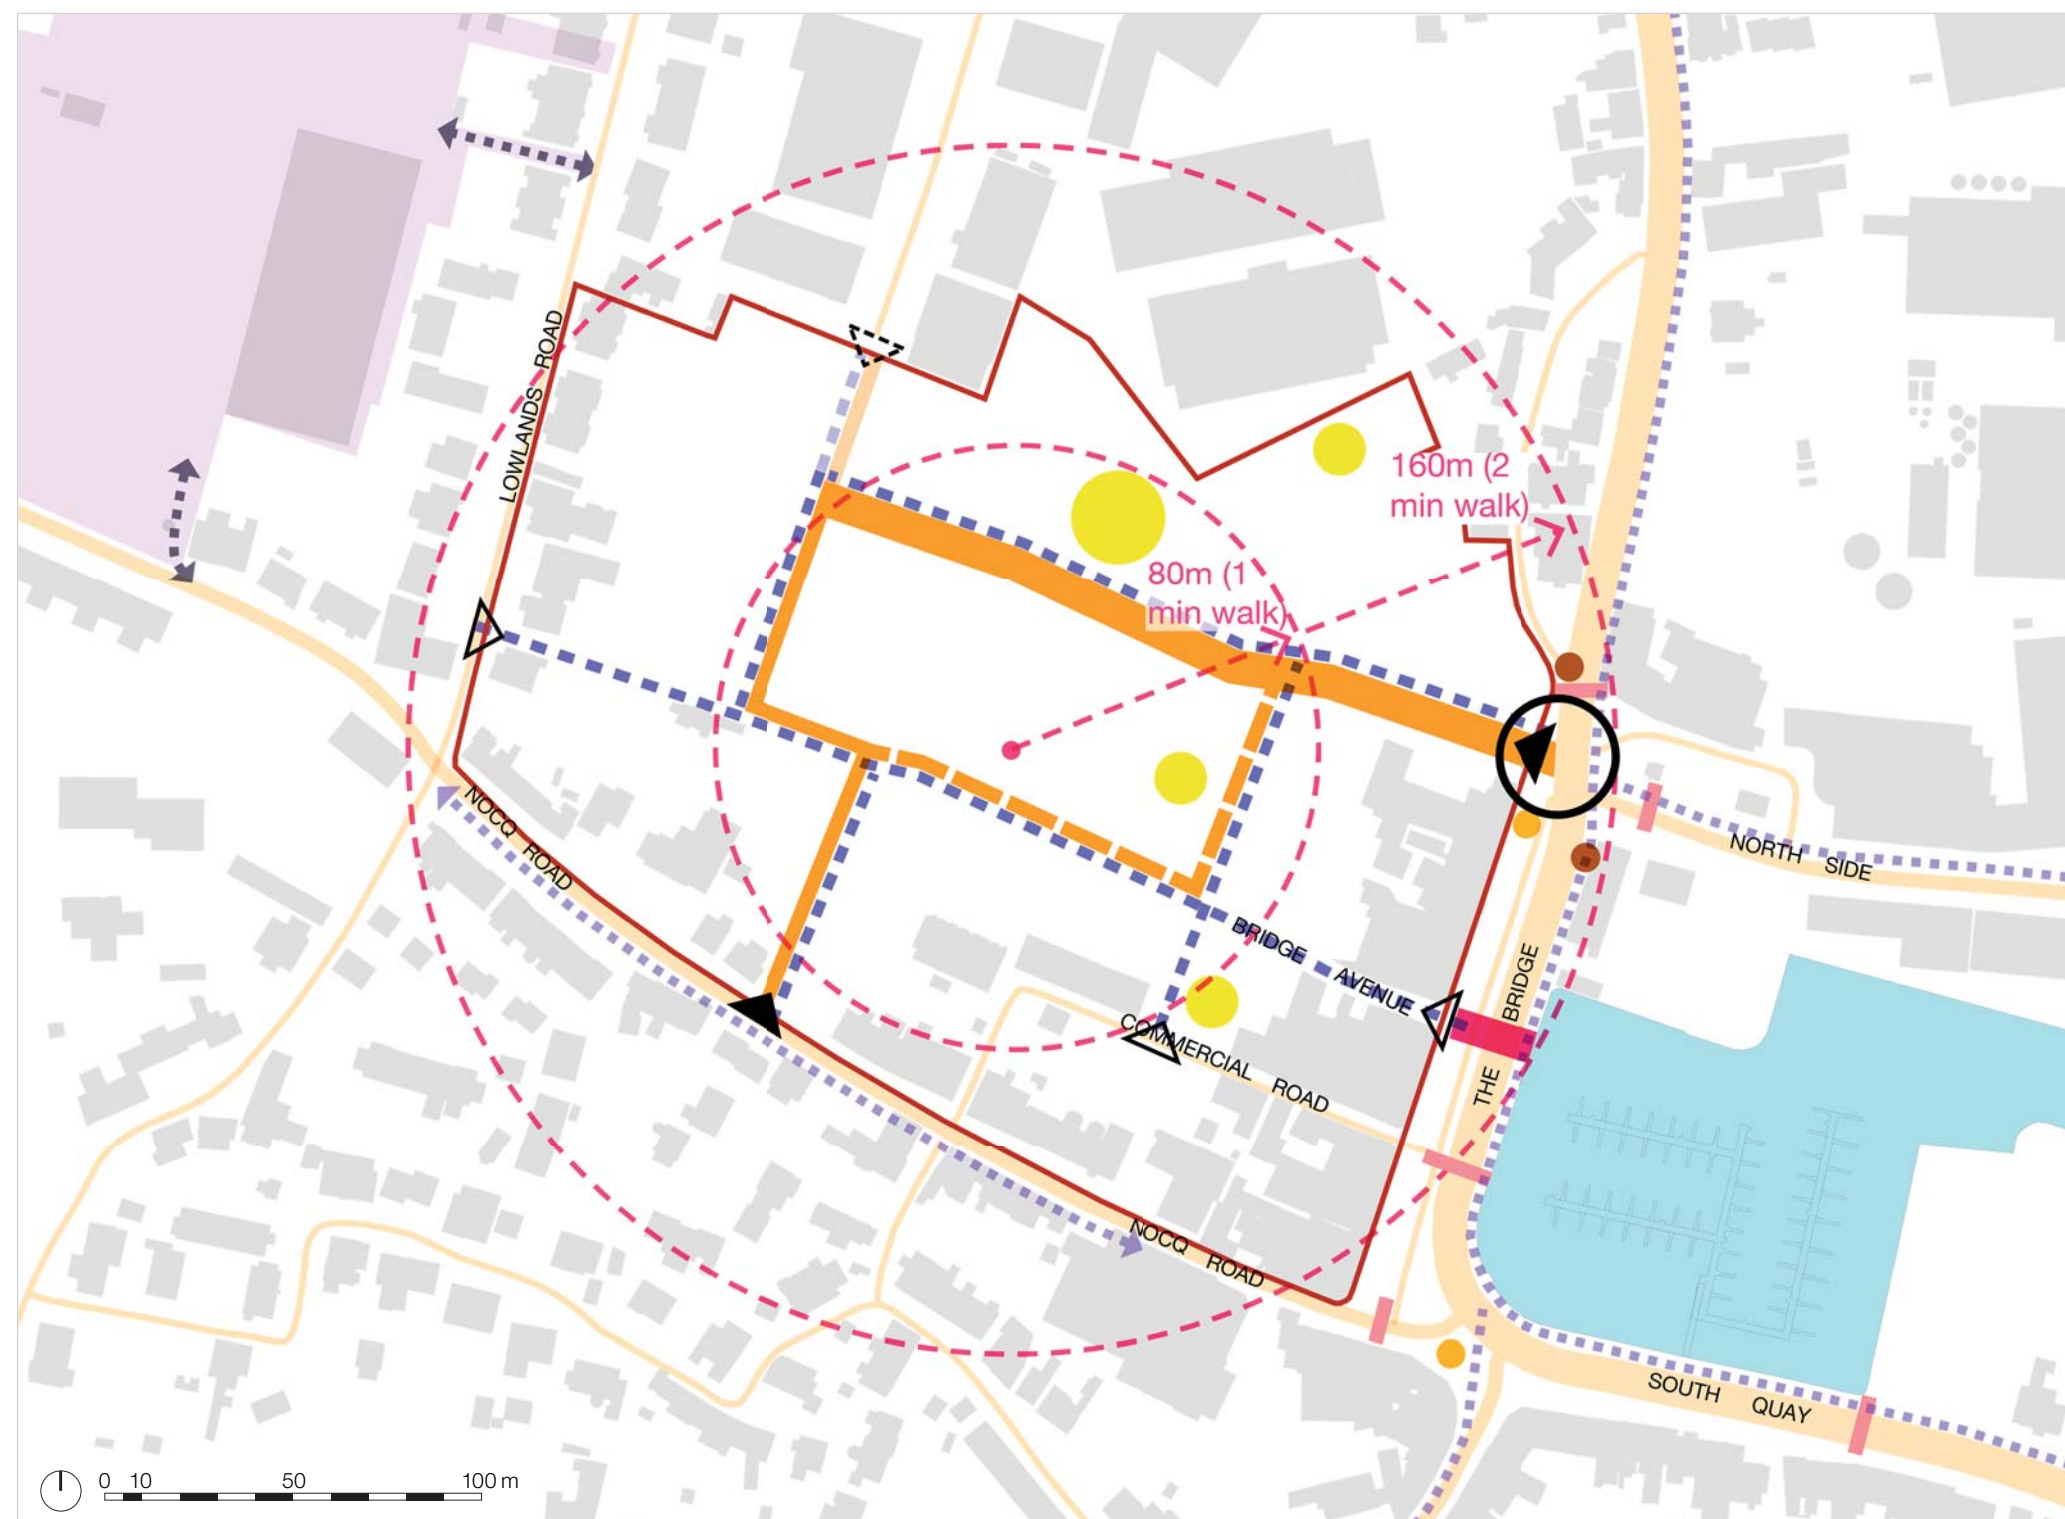 LOWLANDS ROAD
160m (2
min walk)
80m (1
min walk)
NOCQ ROAD
NORTH SIDE
BRIDGE AVENUE
THE BRIDGE
COMMERCIAL ROAD
NOCQ ROAD
SOUTH QUAY
0 10 50 100 m